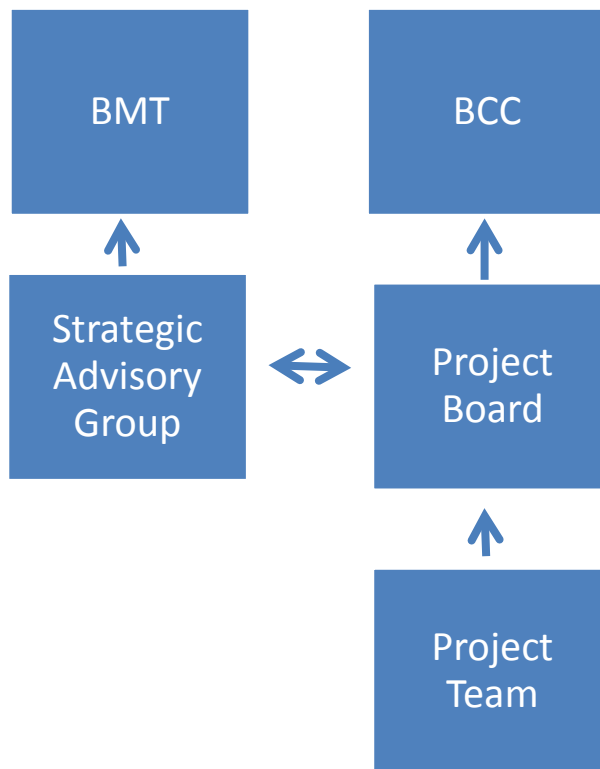 BMT
BCC
Strategic
Advisory
Group
Project
Board
Project
Team